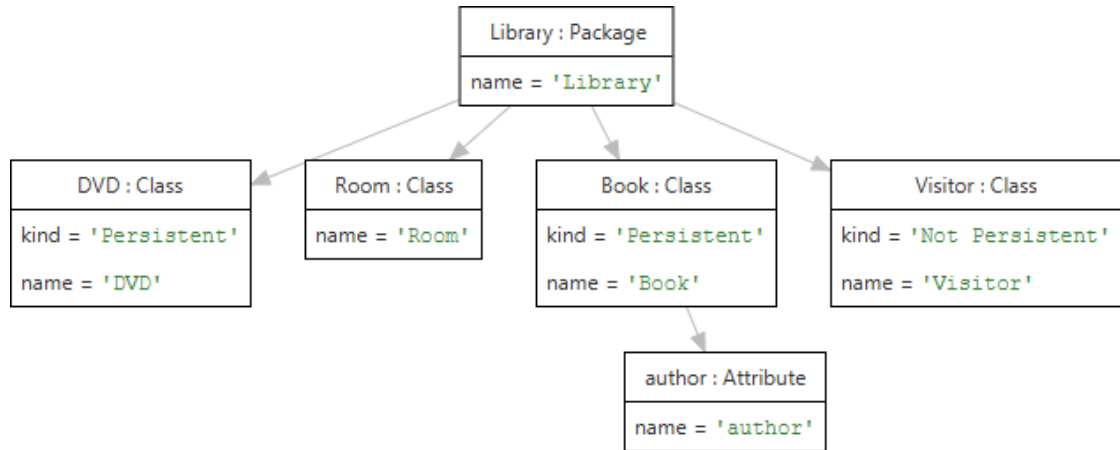 Library : Package
name = 'Library'
DVD : Class
kind = 'Persistent'
name = 'DVD'
Room : Class
name = 'Room'
Book : Class
kind = 'Persistent'
name = 'Book'
Visitor : Class
kind = 'Not Persistent'
name = 'Visitor'
author : Attribute
name = 'author'